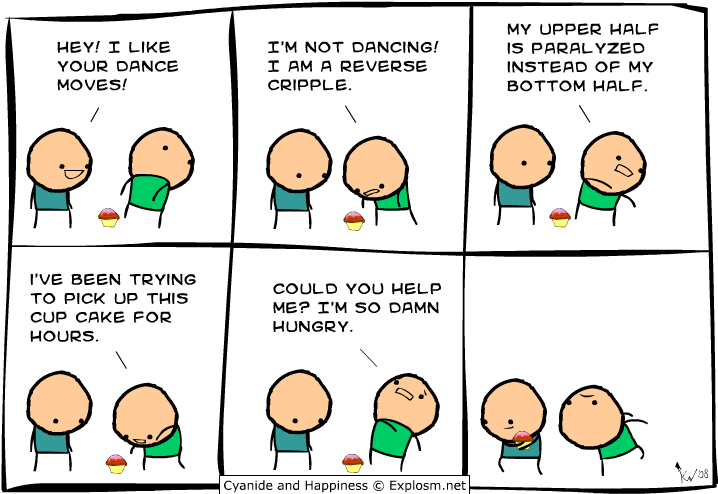 HEY! I LIKE
YOUR DANCE
MOVES!
I'M NOT DANCING!
I AM A REVERSE
CRIPPLE.
MY UPPER HALF
IS PARALYZED
INSTEAD OF MY
BOTTOM HALF.
I'VE BEEN TRYING
TO PICK UP THIS
CUP CAKE FOR
HOURS.
COULD YOU HELP
ME? I'M SO DAMN
HUNGRY.
Cyanide and Happiness © Explosm.net